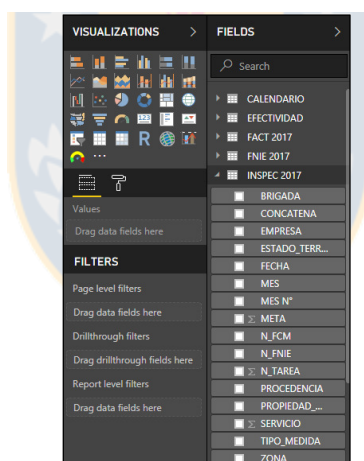 VISUALIZATIONS
Values
Drag data fields here
FILTERS
Page level filters
Drag data fields here
Drillthrough filters
Drag drillthrough fields here
Report level filters
Drag data fields here
FIELDS
Search
CALENDARIO
EFECTIVIDAD
FACT 2017
FNIE 2017
INSPEC 2017
BRIGADA
CONCATENA
EMPRESA
ESTADO_TERR...
FECHA
MES
MES N°
Σ META
N_FCM
N_FNIE
Σ N_TAREA
PROCEDENCIA
PROPIEDAD_...
Σ SERVICIO
TIPO_MEDIDA
ZONA